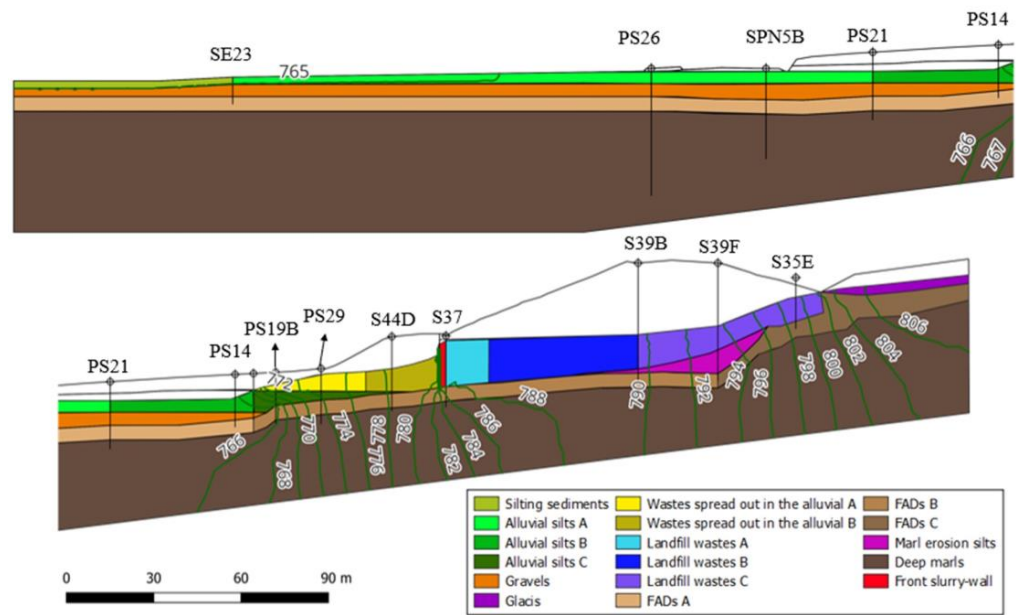 PS14
PS26
SPN5B
PS21
SE23
765
766
767
S39B
S39F
S35E
PS29
S44D
S37
PS19B
PS21
PS14
772
766
768
770
774
776
778
780
782
784
786
788
790
792
794
796
798
800
802
804
806
Silting sediments
Alluvial silts A
Alluvial silts B
Alluvial silts C
Gravels
Glacis
Wastes spread out in the alluvial A
Wastes spread out in the alluvial B
Landfill wastes A
Landfill wastes B
Landfill wastes C
FADs A
FADs B
FADs C
Marl erosion silts
Deep marls
Front slurry-wall
0 30 60 90 m